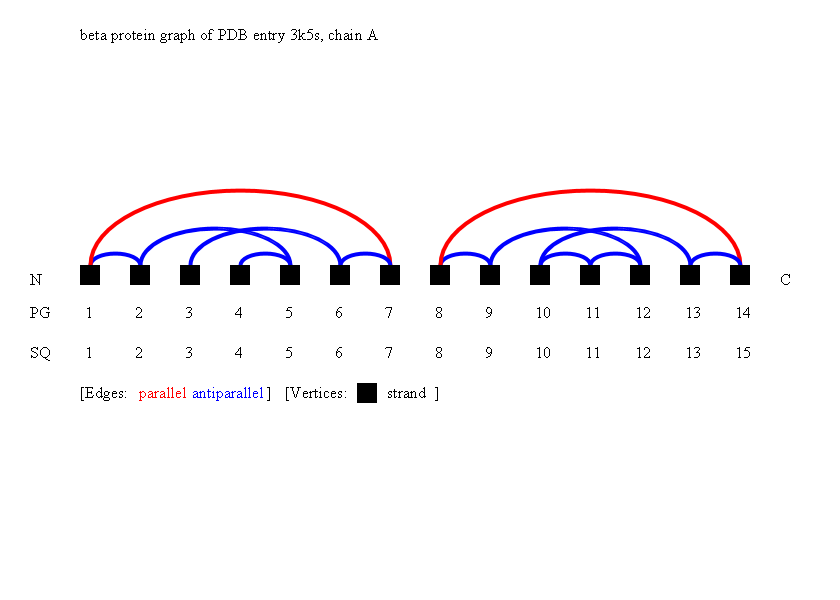 beta protein graph of PDB entry 3k5s, chain A
N C
PG 1 2 3 4 5 6 7 8 9 10 11 12 13 14
SQ 1 2 3 4 5 6 7 8 9 10 11 12 13 15
[Edges: parallel antiparallel] [Vertices: strand ]